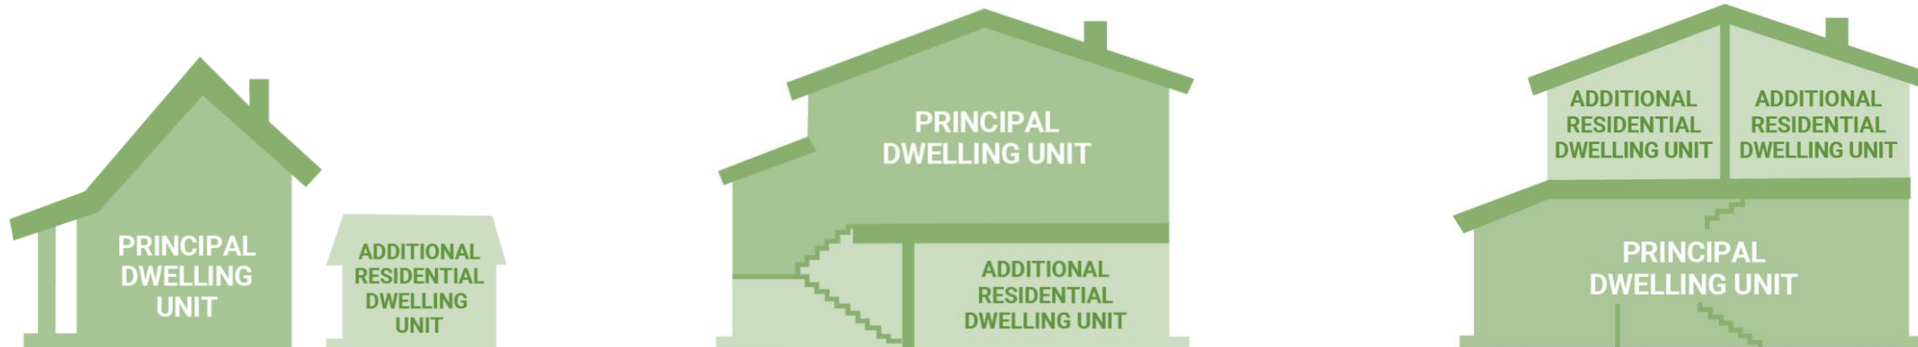 PRINCIPAL
DWELLING
UNIT
ADDITIONAL
RESIDENTIAL
DWELLING
UNIT
PRINCIPAL
DWELLING UNIT
ADDITIONAL
RESIDENTIAL
DWELLING UNIT
ADDITIONAL
RESIDENTIAL
DWELLING UNIT
ADDITIONAL
RESIDENTIAL
DWELLING UNIT
PRINCIPAL
DWELLING UNIT